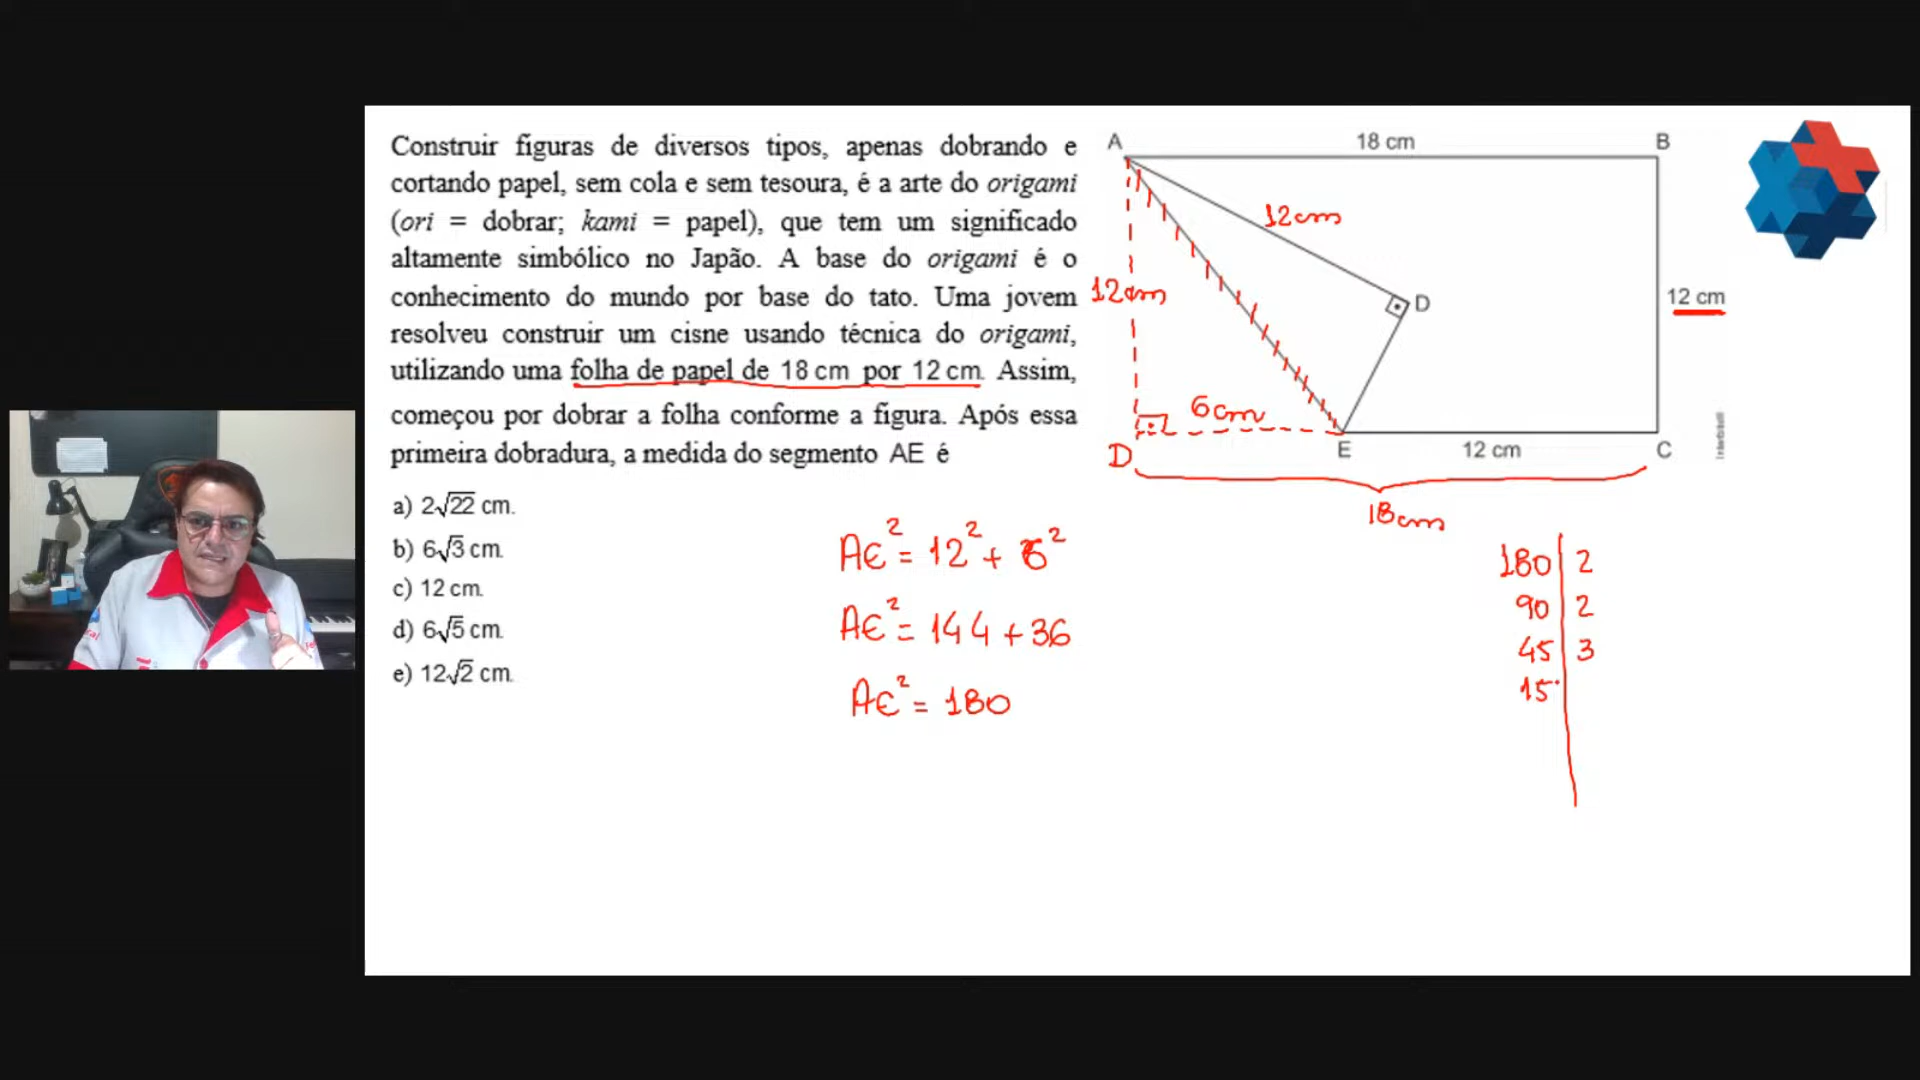 Construir figuras de diversos tipos, apenas dobrando e
cortando papel, sem cola e sem tesoura, é a arte do origami
(ori = dobrar; kami = papel), que tem um significado
altamente simbólico no Japão. A base do origami é o
conhecimento do mundo por base do tato. Uma jovem
resolveu construir um cisne usando técnica do origami,
utilizando uma folha de papel de 18 cm por 12 cm. Assim,
começou por dobrar a folha conforme a figura. Após essa
primeira dobradura, a medida do segmento AE é
a) 2√22 cm.
b) 6√3 cm.
c) 12 cm.
d) 6√5 cm.
e) 12√2 cm.
A 18 cm B
12cm
12cm
D
12 cm
6cm
D E 12 cm C
18cm
AE² = 12² + 6²
AE² = 144 + 36
AE² = 180
180 | 2
90 | 2
45 | 3
15